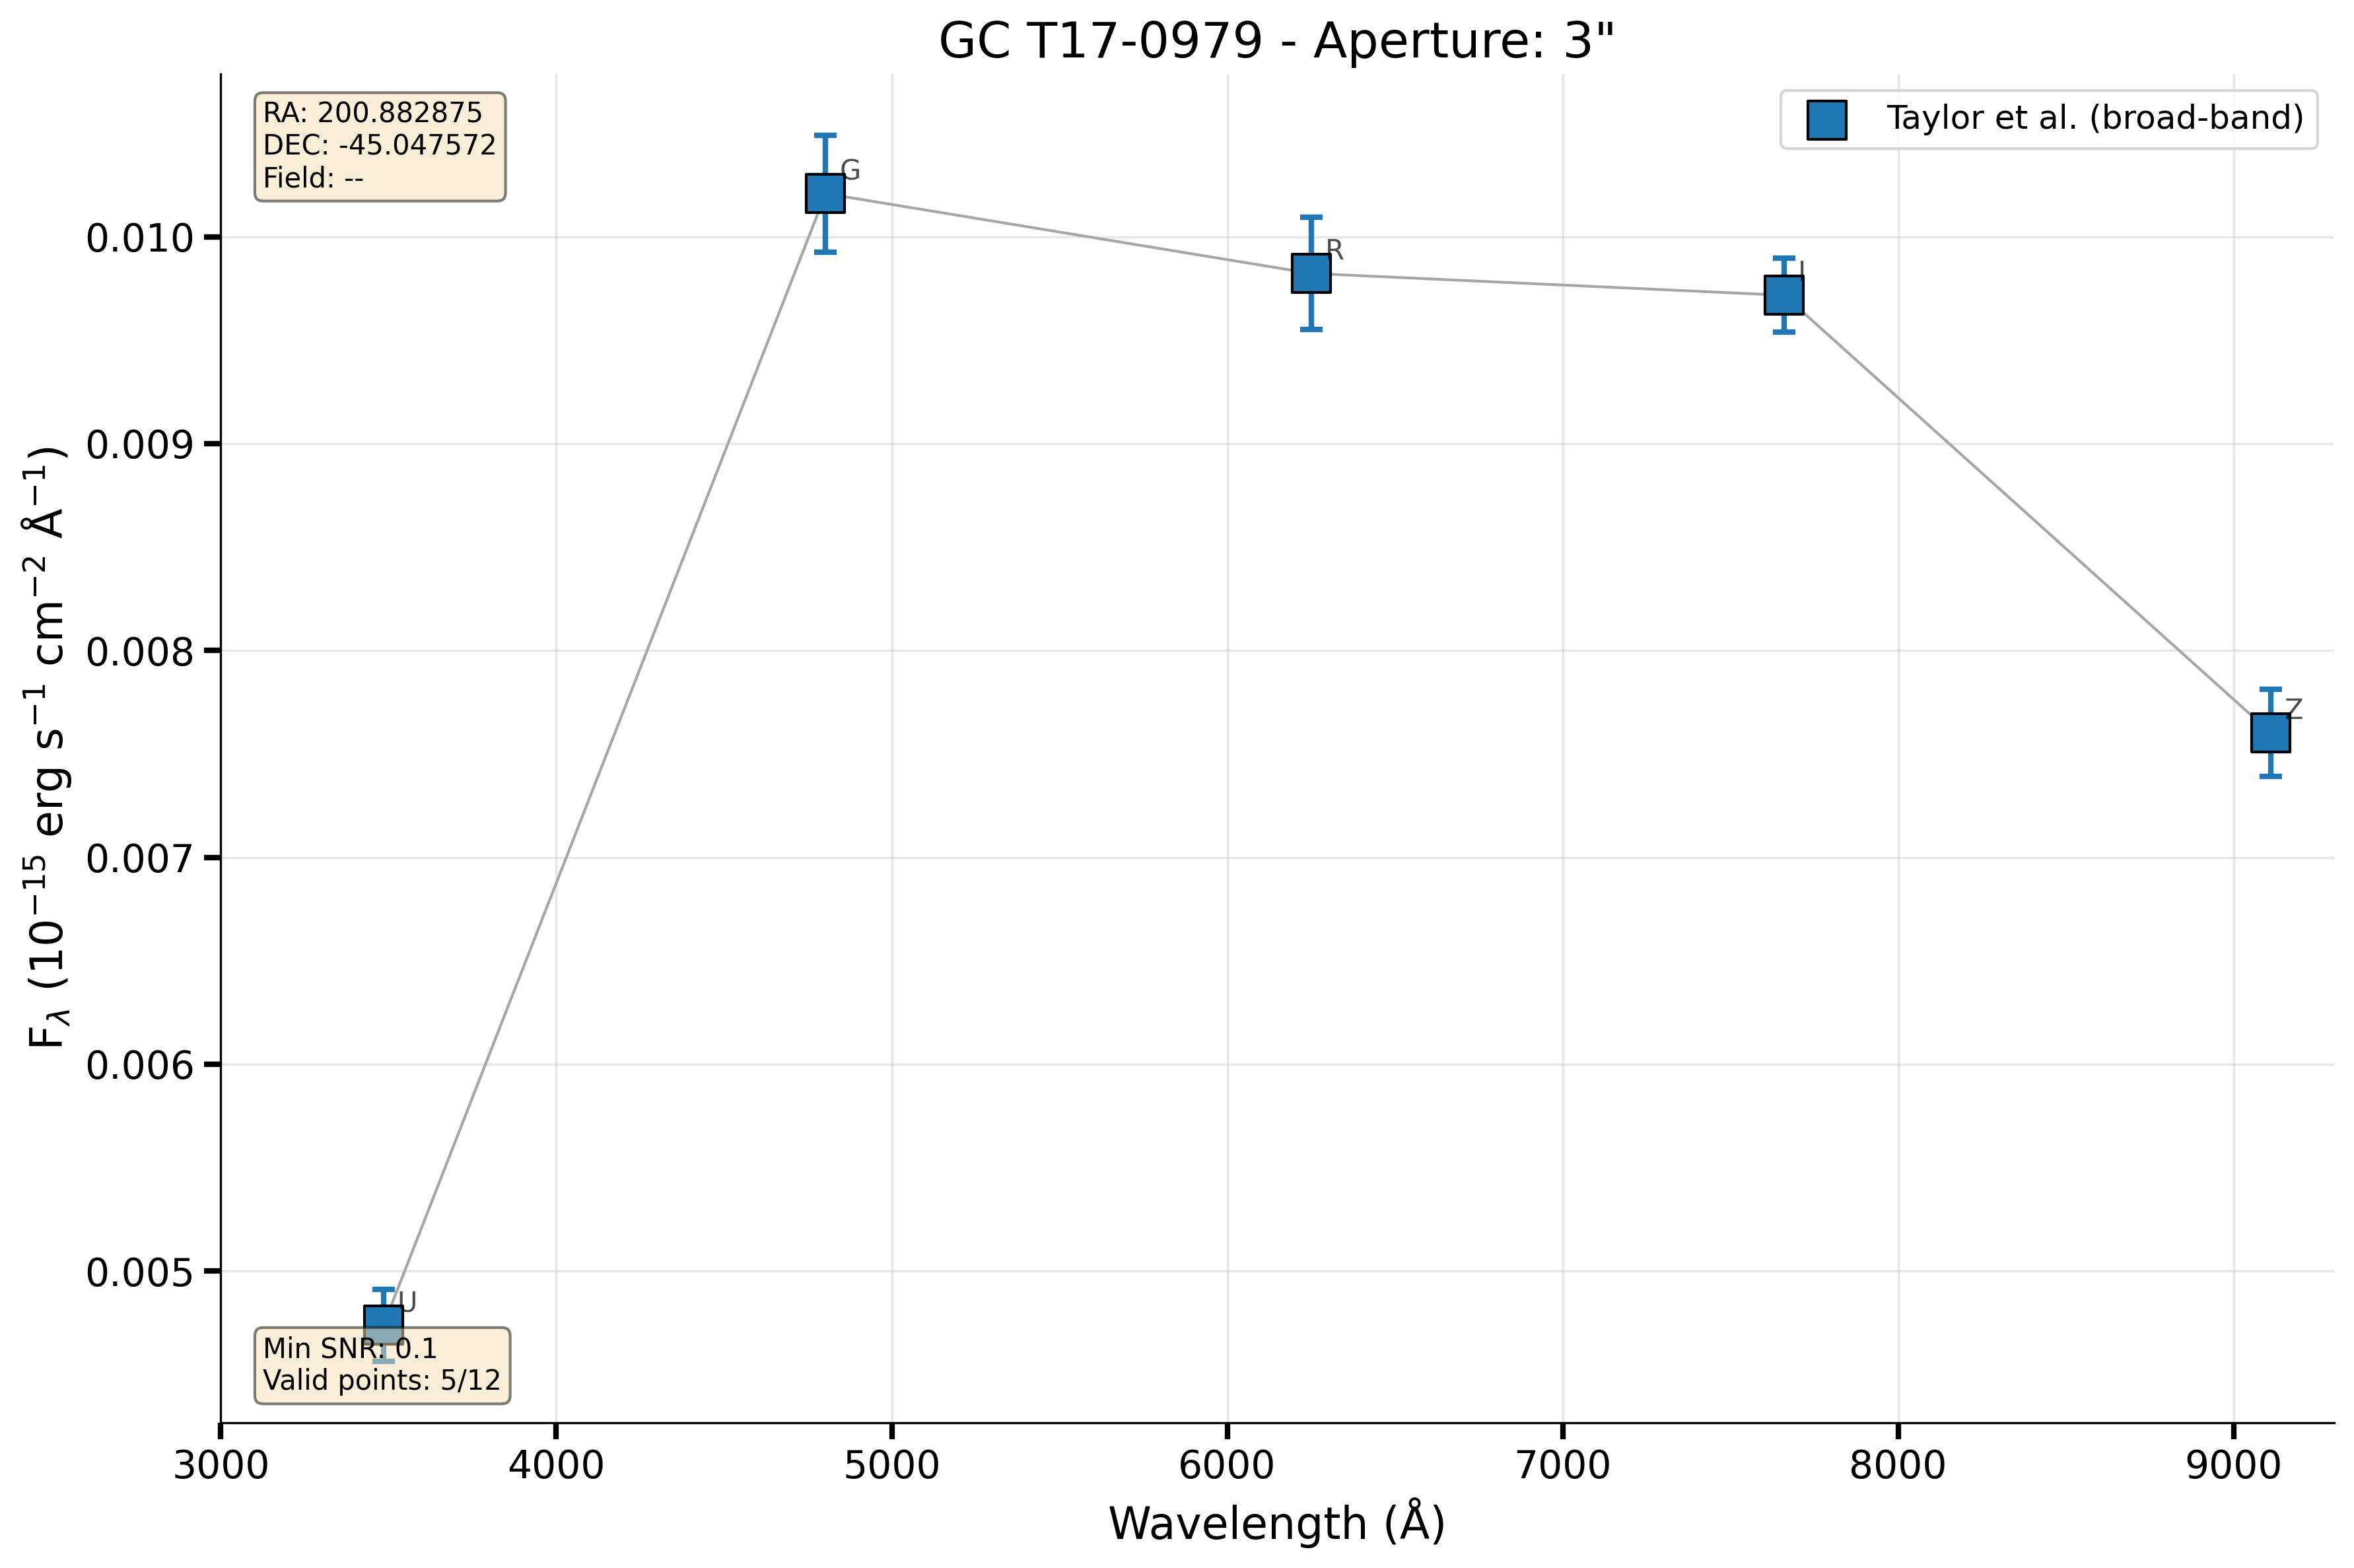 GC T17-0979 - Aperture: 3"
RA: 200.882875
DEC: -45.047572
Field: --
Taylor et al. (broad-band)
G
R
I
Z
U
0.010
0.009
0.008
0.007
0.006
0.005
F_λ (10⁻¹⁵ erg s⁻¹ cm⁻² Å⁻¹)
Min SNR: 0.1
Valid points: 5/12
3000 4000 5000 6000 7000 8000 9000
Wavelength (Å)